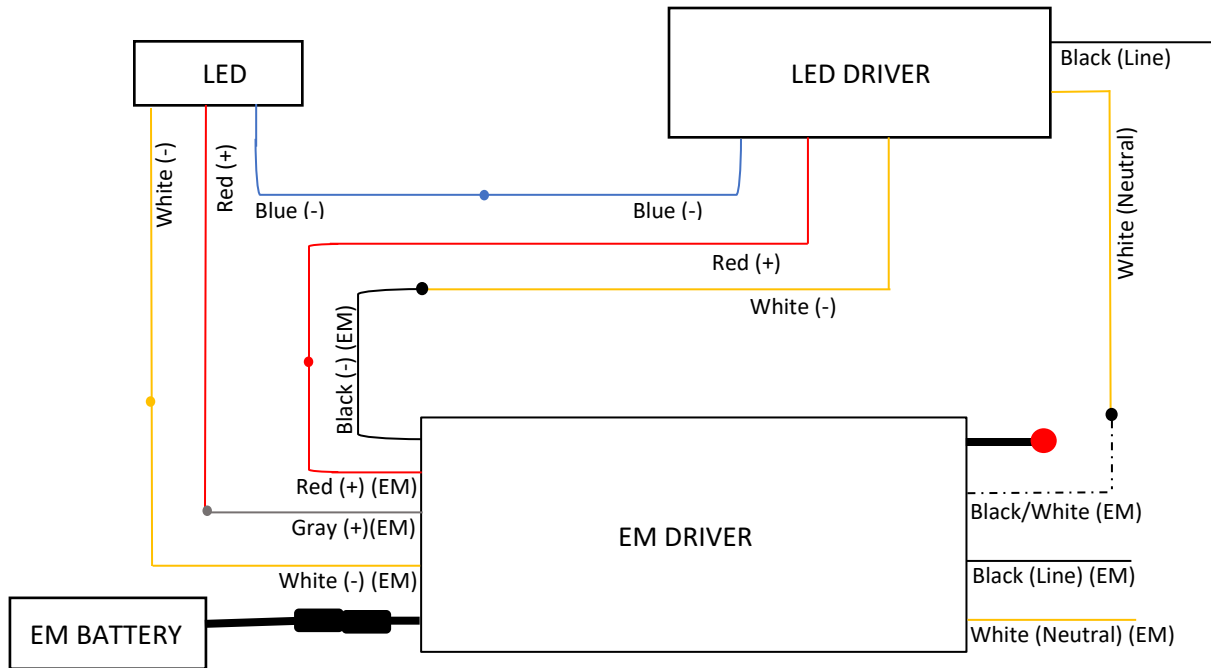 LED
LED DRIVER
Black (Line)
White (-)
Red (+)
Blue (-)
Blue (-)
White (Neutral)
Red (+)
White (-)
Black (-) (EM)
Red (+) (EM)
Gray (+)(EM)
White (-) (EM)
EM DRIVER
Black/White (EM)
Black (Line) (EM)
White (Neutral) (EM)
EM BATTERY